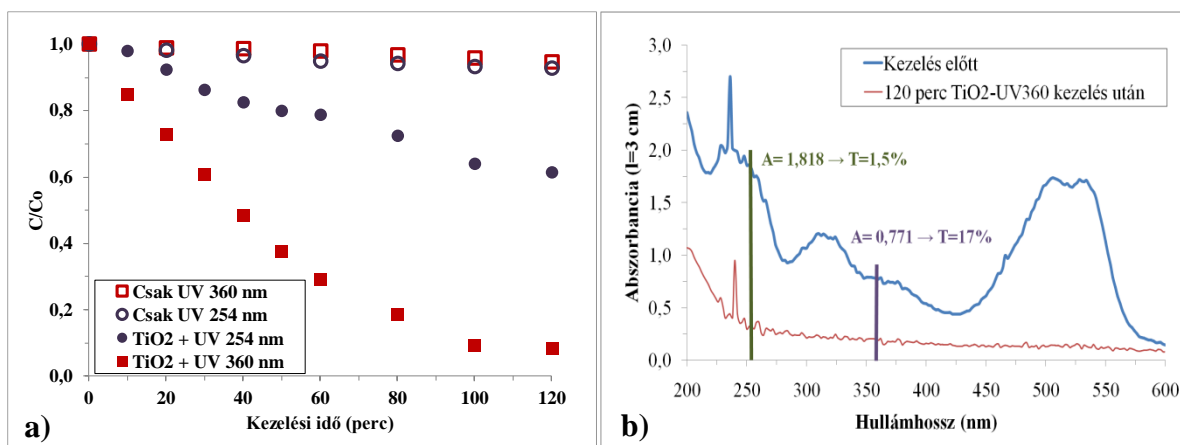 1,0
0,8
0,6
0,4
0,2
0,0
C/Co
Csak UV 360 nm
Csak UV 254 nm
TiO2 + UV 254 nm
TiO2 + UV 360 nm
0 20 40 60 80 100 120
Kezelési idő (perc)
a)
3,0
2,5
2,0
1,5
1,0
0,5
0,0
Abszorbancia (l=3 cm)
Kezelés előtt
120 perc TiO2-UV360 kezelés után
A= 1,818 → T=1,5%
A= 0,771 → T=17%
200 250 300 350 400 450 500 550 600
Hullámhossz (nm)
b)